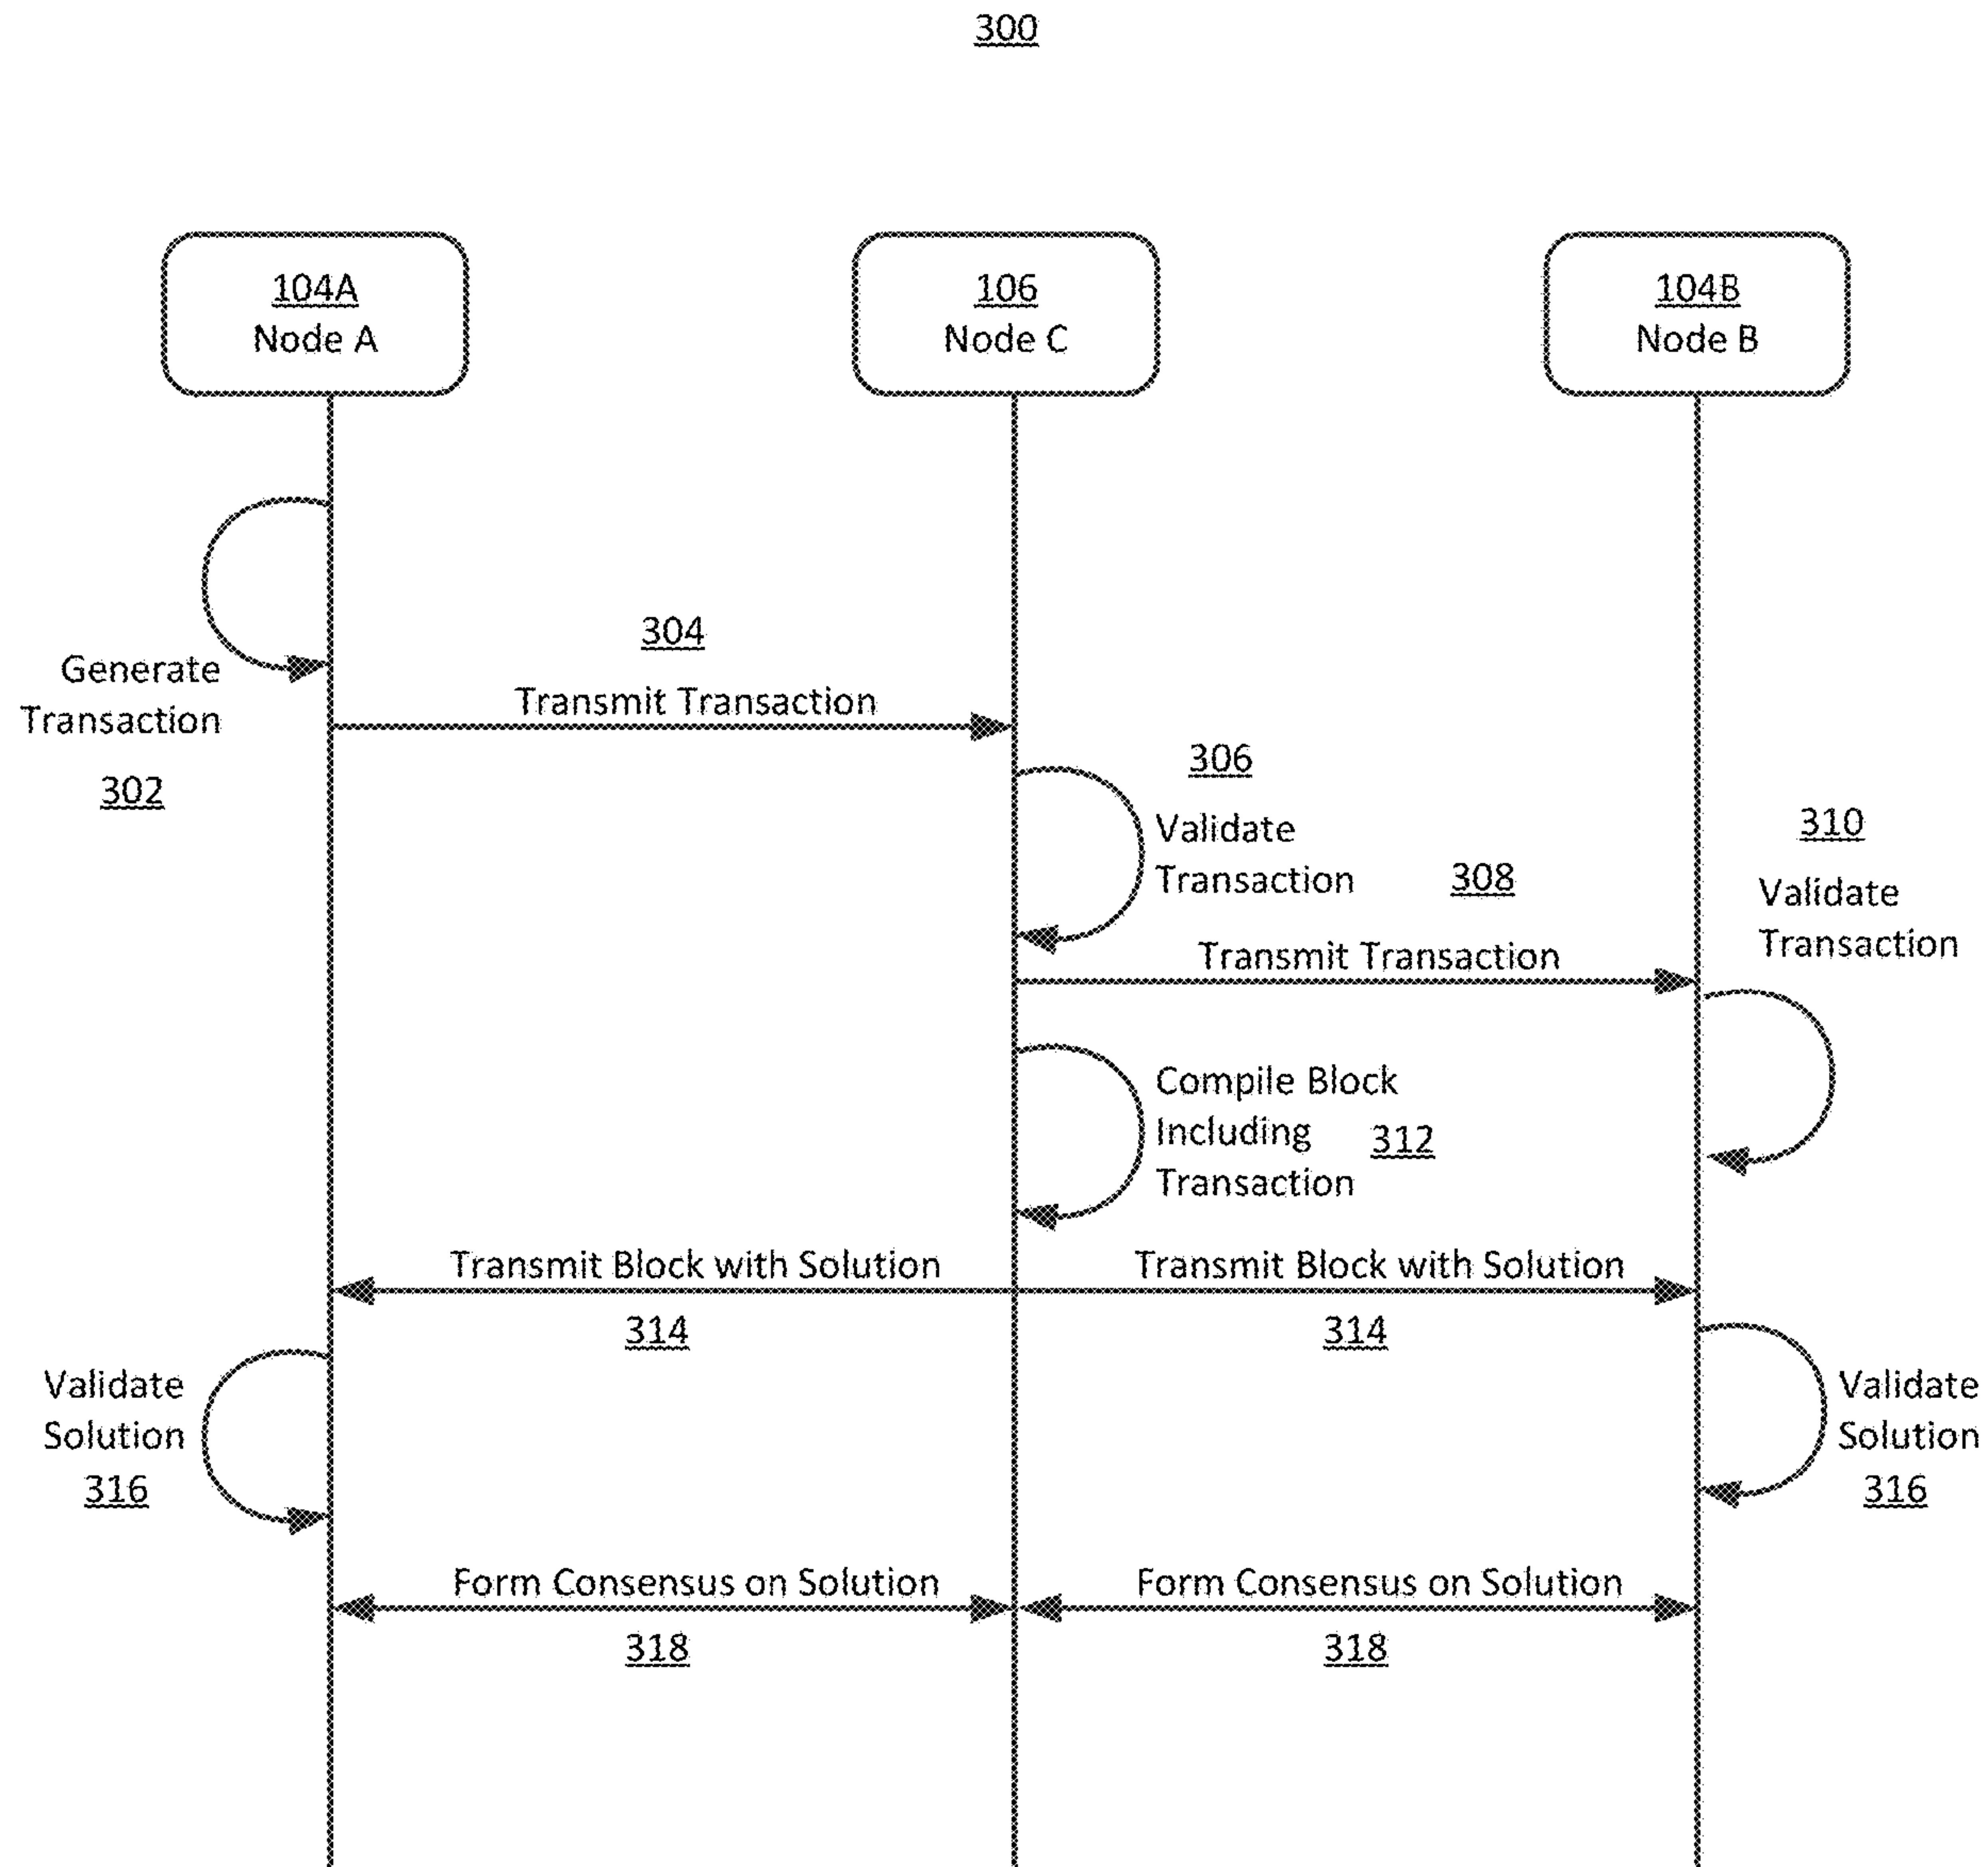 300
104A
Node A
106
Node C
104B
Node B
Generate
Transaction
302
304
Transmit Transaction
306
Validate
Transaction
308
Transmit Transaction
310
Validate
Transaction
Compile Block
Including
Transaction
312
Transmit Block with Solution
314
Transmit Block with Solution
314
Validate
Solution
316
Validate
Solution
316
Form Consensus on Solution
318
Form Consensus on Solution
318